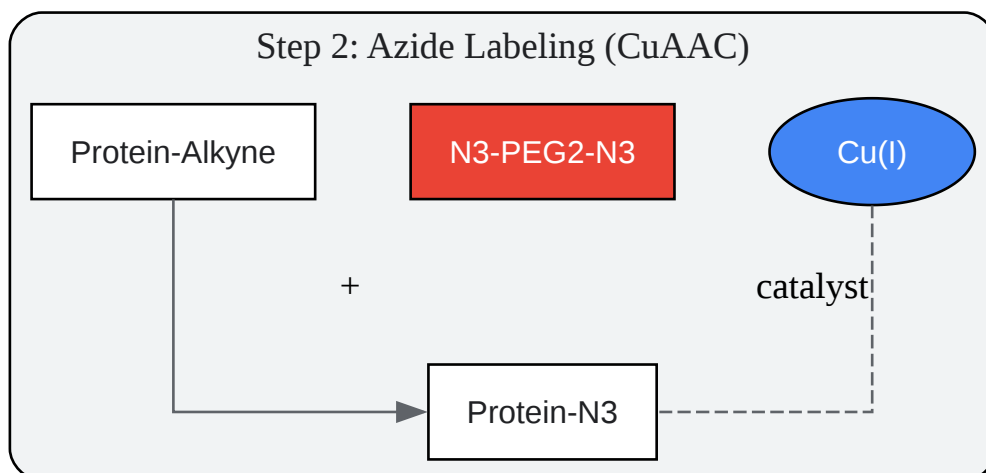 Step 2: Azide Labeling (CuAAC)
Protein-Alkyne
N3-PEG2-N3
Cu(I)
+
catalyst
Protein-N3